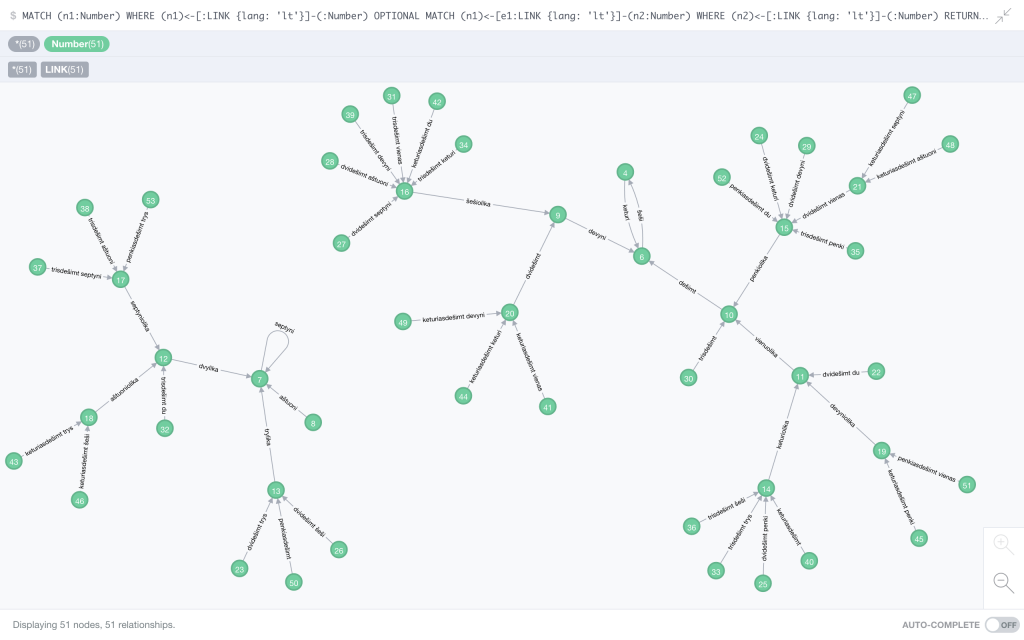 $ MATCH (n1:Number) WHERE (n1)<-[:LINK {lang: 'lt'}]-(:Number) OPTIONAL MATCH (n1)<-[e1:LINK {lang: 'lt'}]-(n2:Number) WHERE (n2)<-[:LINK {lang: 'lt'}]-(:Number) RETURN…
*(51) Number(51)
*(51) LINK(51)
31
42
47
39
trisdešimt vienas
keturiasdešimt du
24
29
keturiasdešimt septyni
34
48
trisdešimt devyni
trisdešimt keturi
28
dvidešimt aštuoni
4
52
dvidešimt keturi
dvidešimt devyni
keturiasdešimt aštuoni
21
16
penkiasdešimt du
dvidešimt vienas
53
38
šešiolika
9
keturi
šeši
15
dvidešimt septyni
27
devyni
trisdešimt penki
35
trisdešimt aštuoni
penkiasdešimt trys
6
37
trisdešimt septyni
17
dvidešimt
dešimt
penkiolika
septyniolika
20
10
49
keturiasdešimt devyni
septyni
12
dvylika
7
keturiasdešimt keturi
keturiasdešimt vienas
trisdešimt
vienuolika
30
11
dvidešimt du
22
aštuoniolika
trisdešimt du
aštuoni
44
41
18
32
8
devyniolika
keturiasdešimt trys
keturiasdešimt šeši
trylika
keturiolika
19
43
penkiasdešimt vienas
51
46
13
14
keturiasdešimt penki
trisdešimt šeši
36
dvidešimt trys
penkiasdešimt
dvidešimt šeši
26
trisdešimt trys
dvidešimt penki
keturiasdešimt
45
23
50
33
25
40
Displaying 51 nodes, 51 relationships.
AUTO-COMPLETE OFF